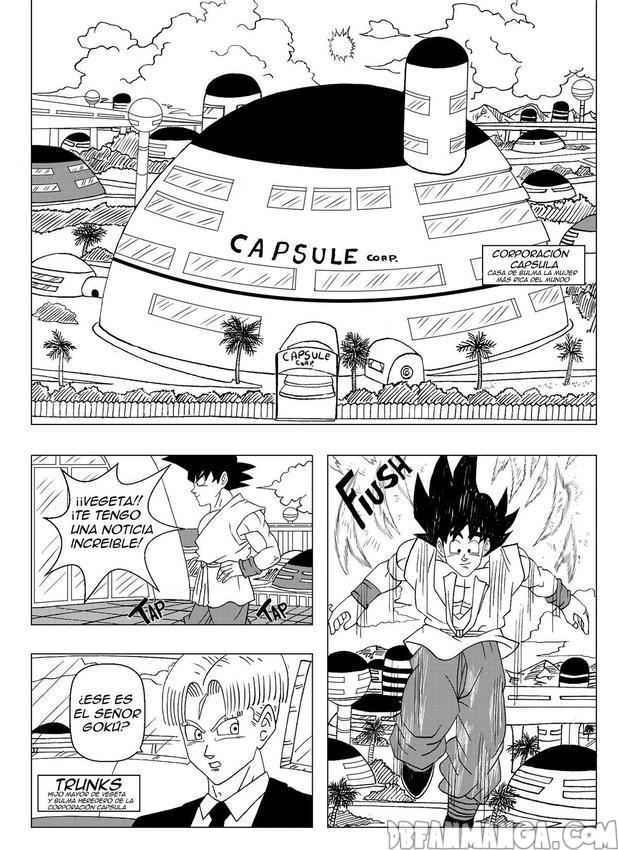 CAPSULE CORP.
CORPORACIÓN
CAPSULA
CASA DE BULMA LA MUJER
MÁS RICA DEL MUNDO
CAPSULE
CORP.
¡¡VEGETA!!
¡TE TENGO
UNA NOTICIA
INCREIBLE!
TAP
TAP
FIUSH
¿ESE ES
EL SEÑOR
GOKÚ?
TRUNKS
HIJO MAYOR DE VEGETA
Y BULMA HEREDERO DE LA
CORPORACIÓN CAPSULA
DBFANMANGA.COM